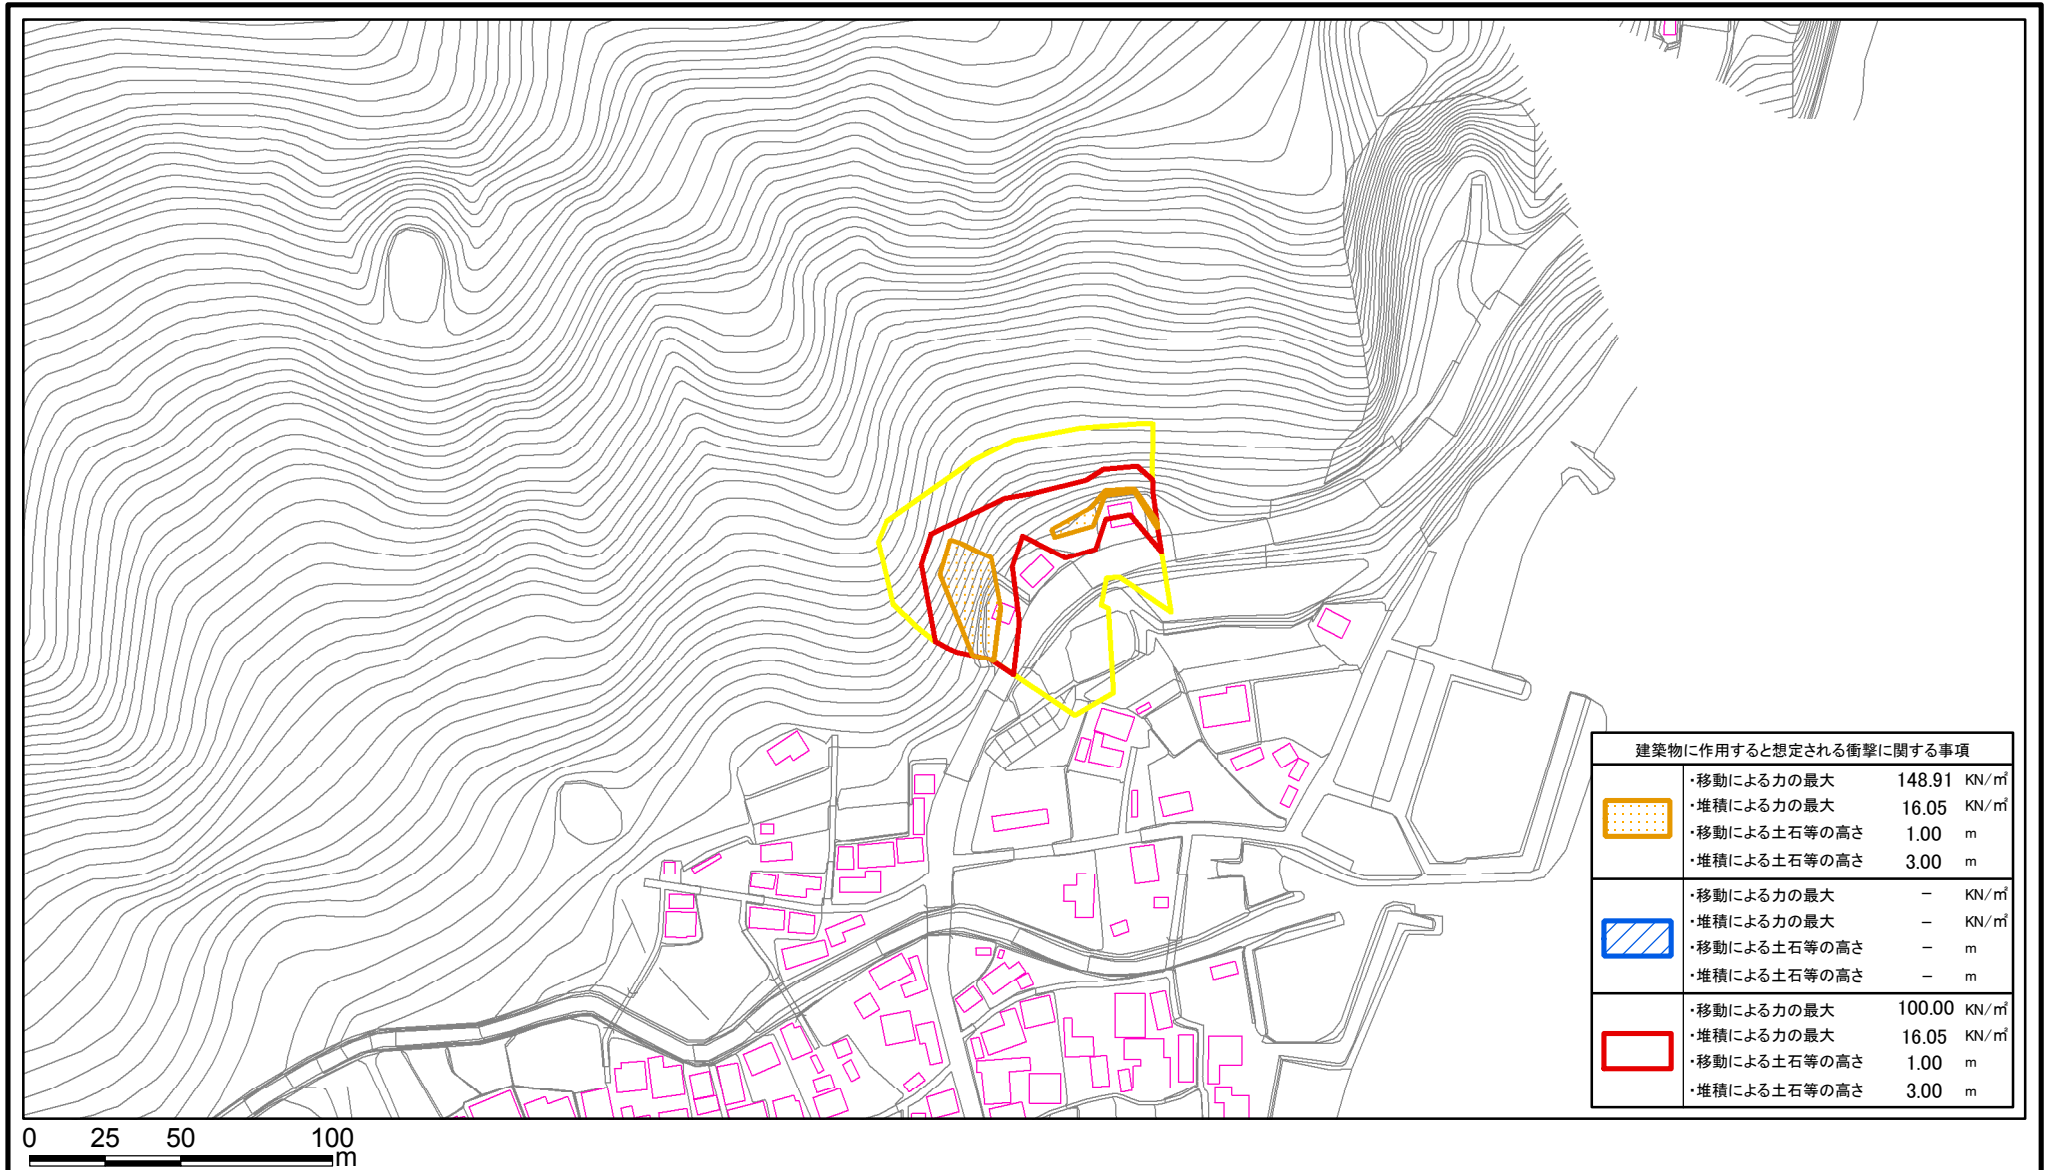 建築物に作用すると想定される衝撃に関する事項
・移動による力の最大 148.91 KN/㎡
・堆積による力の最大 16.05 KN/㎡
・移動による土石等の高さ 1.00 m
・堆積による土石等の高さ 3.00 m
・移動による力の最大 － KN/㎡
・堆積による力の最大 － KN/㎡
・移動による土石等の高さ － m
・堆積による土石等の高さ － m
・移動による力の最大 100.00 KN/㎡
・堆積による力の最大 16.05 KN/㎡
・移動による土石等の高さ 1.00 m
・堆積による土石等の高さ 3.00 m
0 25 50 100
m